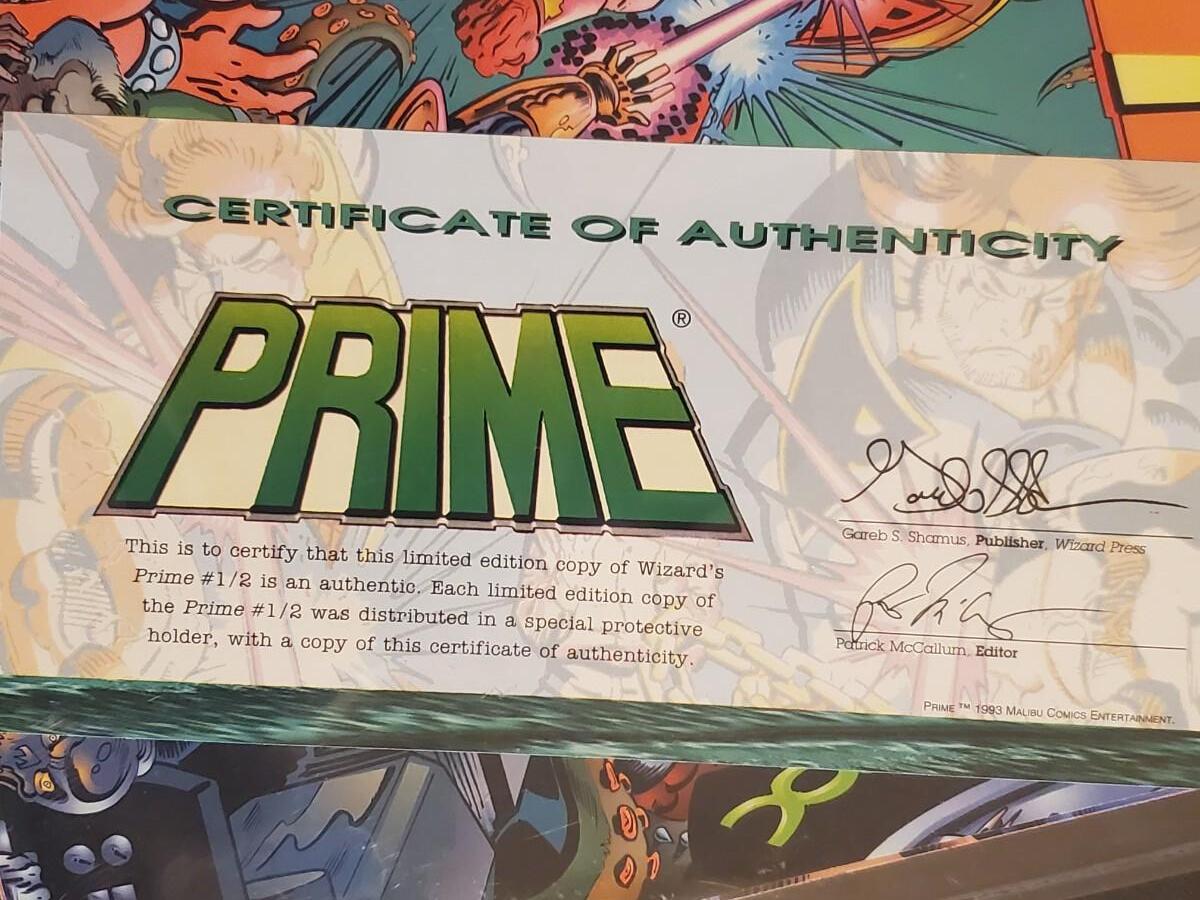 CERTIFICATE OF AUTHENTICITY
PRIME®
This is to certify that this limited edition copy of Wizard's
Prime #1/2 is an authentic. Each limited edition copy of
the Prime #1/2 was distributed in a special protective
holder, with a copy of this certificate of authenticity.
Gareb S. Shamus, Publisher, Wizard Press
Patrick McCallum, Editor
PRIME ™ 1993 MALIBU COMICS ENTERTAINMENT.